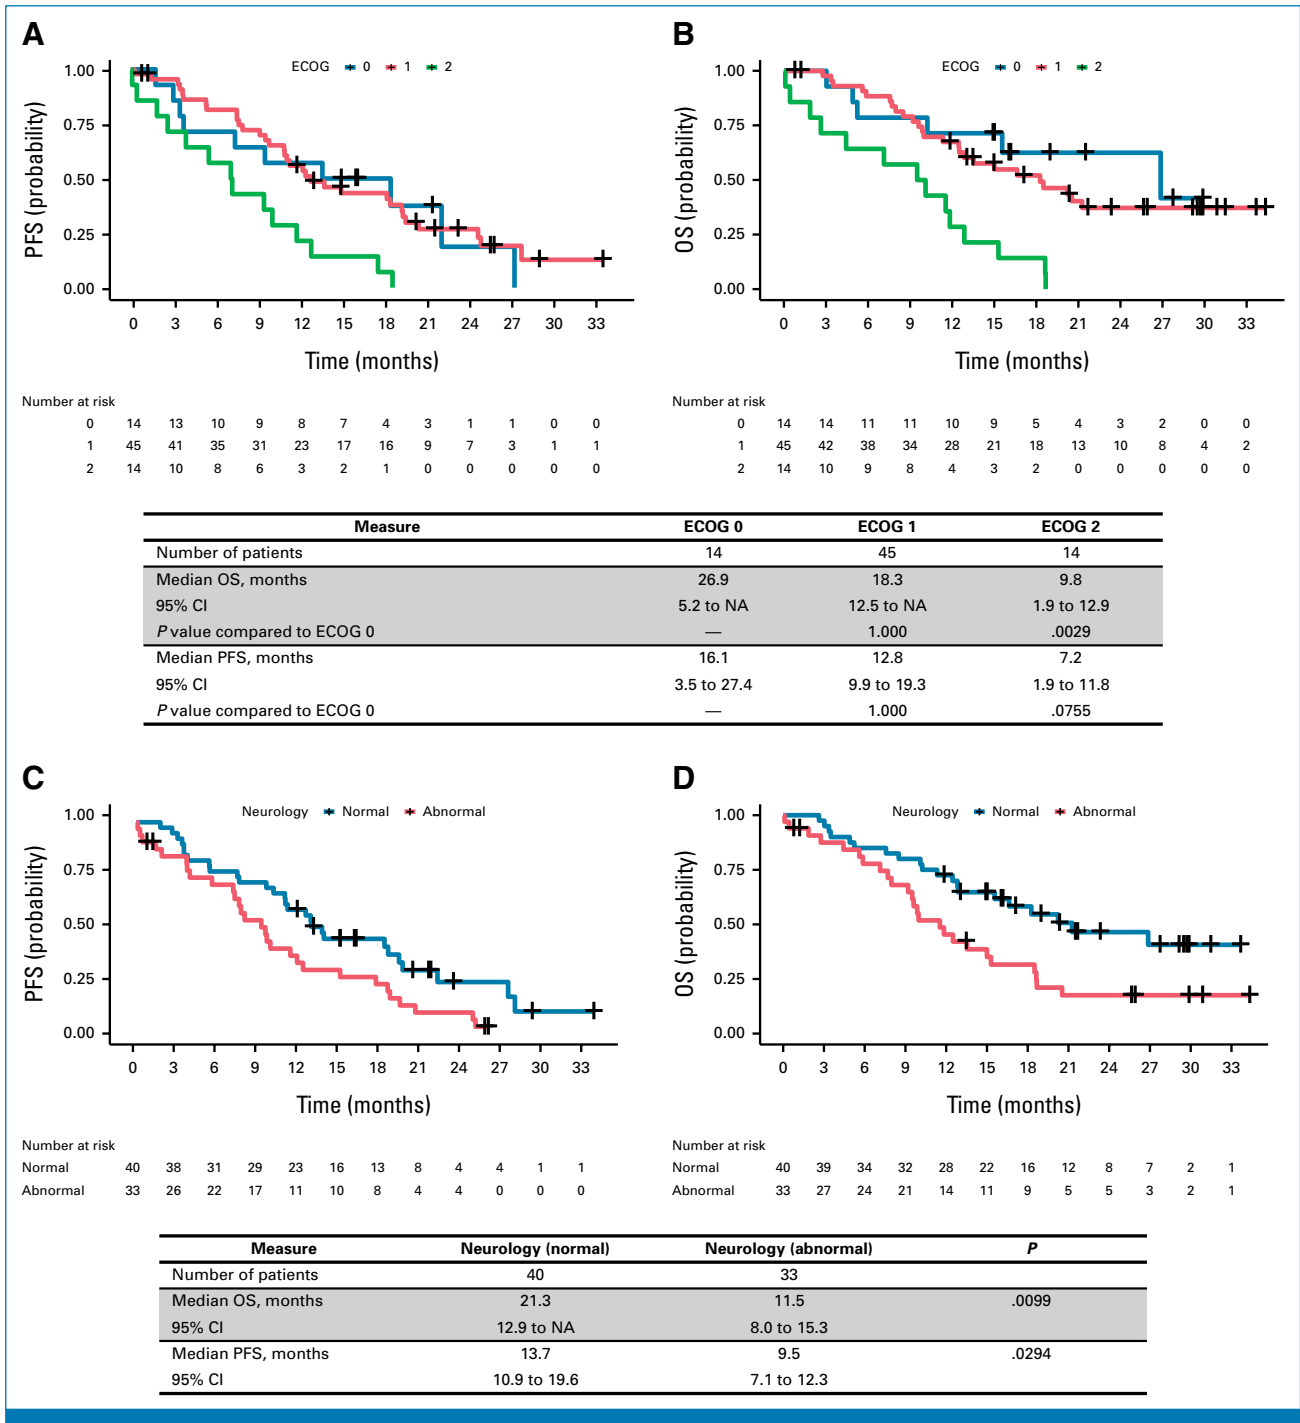 A
ECOG 0 1 2
PFS (probability)
1.00
0.75
0.50
0.25
0.00
0 3 6 9 12 15 18 21 24 27 30 33
Time (months)
Number at risk
0 14 13 10 9 8 7 4 3 1 1 0 0
1 45 41 35 31 23 17 16 9 7 3 1 1
2 14 10 8 6 3 2 1 0 0 0 0 0
B
ECOG 0 1 2
OS (probability)
1.00
0.75
0.50
0.25
0.00
0 3 6 9 12 15 18 21 24 27 30 33
Time (months)
Number at risk
0 14 14 11 11 10 9 5 4 3 2 0 0
1 45 42 38 34 28 21 18 13 10 8 4 2
2 14 10 9 8 4 3 2 0 0 0 0 0
Measure ECOG 0 ECOG 1 ECOG 2
Number of patients 14 45 14
Median OS, months 26.9 18.3 9.8
95% CI 5.2 to NA 12.5 to NA 1.9 to 12.9
P value compared to ECOG 0 — 1.000 .0029
Median PFS, months 16.1 12.8 7.2
95% CI 3.5 to 27.4 9.9 to 19.3 1.9 to 11.8
P value compared to ECOG 0 — 1.000 .0755
C
Neurology Normal Abnormal
PFS (probability)
1.00
0.75
0.50
0.25
0.00
0 3 6 9 12 15 18 21 24 27 30 33
Time (months)
Number at risk
Normal 40 38 31 29 23 16 13 8 4 4 1 1
Abnormal 33 26 22 17 11 10 8 4 4 0 0 0
D
Neurology Normal Abnormal
OS (probability)
1.00
0.75
0.50
0.25
0.00
0 3 6 9 12 15 18 21 24 27 30 33
Time (months)
Number at risk
Normal 40 39 34 32 28 22 16 12 8 7 2 1
Abnormal 33 27 24 21 14 11 9 5 5 3 2 1
Measure Neurology (normal) Neurology (abnormal) P
Number of patients 40 33
Median OS, months 21.3 11.5 .0099
95% CI 12.9 to NA 8.0 to 15.3
Median PFS, months 13.7 9.5 .0294
95% CI 10.9 to 19.6 7.1 to 12.3